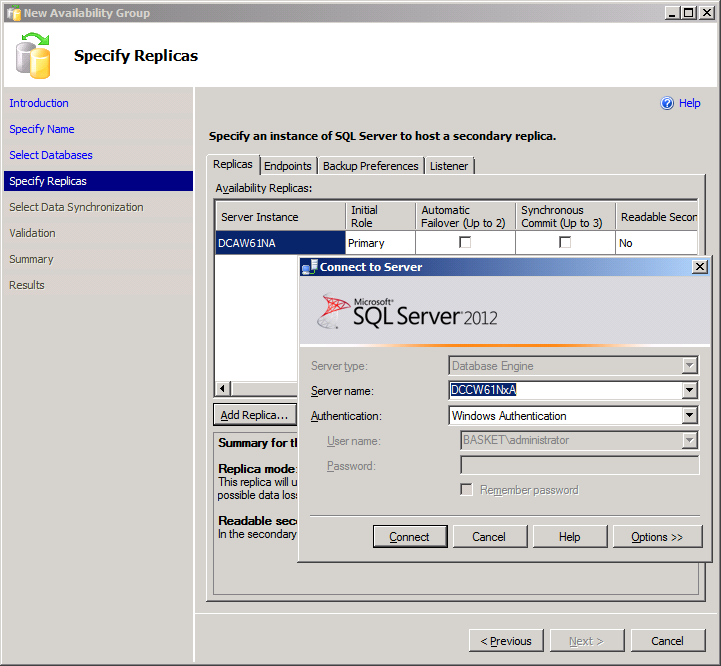 New Availability Group
Specify Replicas
Introduction
Specify Name
Select Databases
Specify Replicas
Select Data Synchronization
Validation
Summary
Results
Help
Specify an instance of SQL Server to host a secondary replica.
Replicas Endpoints Backup Preferences Listener
Availability Replicas:
Server Instance Initial Role Automatic Failover (Up to 2) Synchronous Commit (Up to 3) Readable Secon
DCAW61NA Primary No
Add Replica...
Summary for th
Replica mode:
This replica will u
possible data loss
Readable seco
In the secondary
Connect to Server
Microsoft®
SQL Server 2012
Server type: Database Engine
Server name: DCCW61NxA
Authentication: Windows Authentication
User name: BASKET\administrator
Password:
Remember password
Connect Cancel Help Options >>
< Previous Next > Cancel